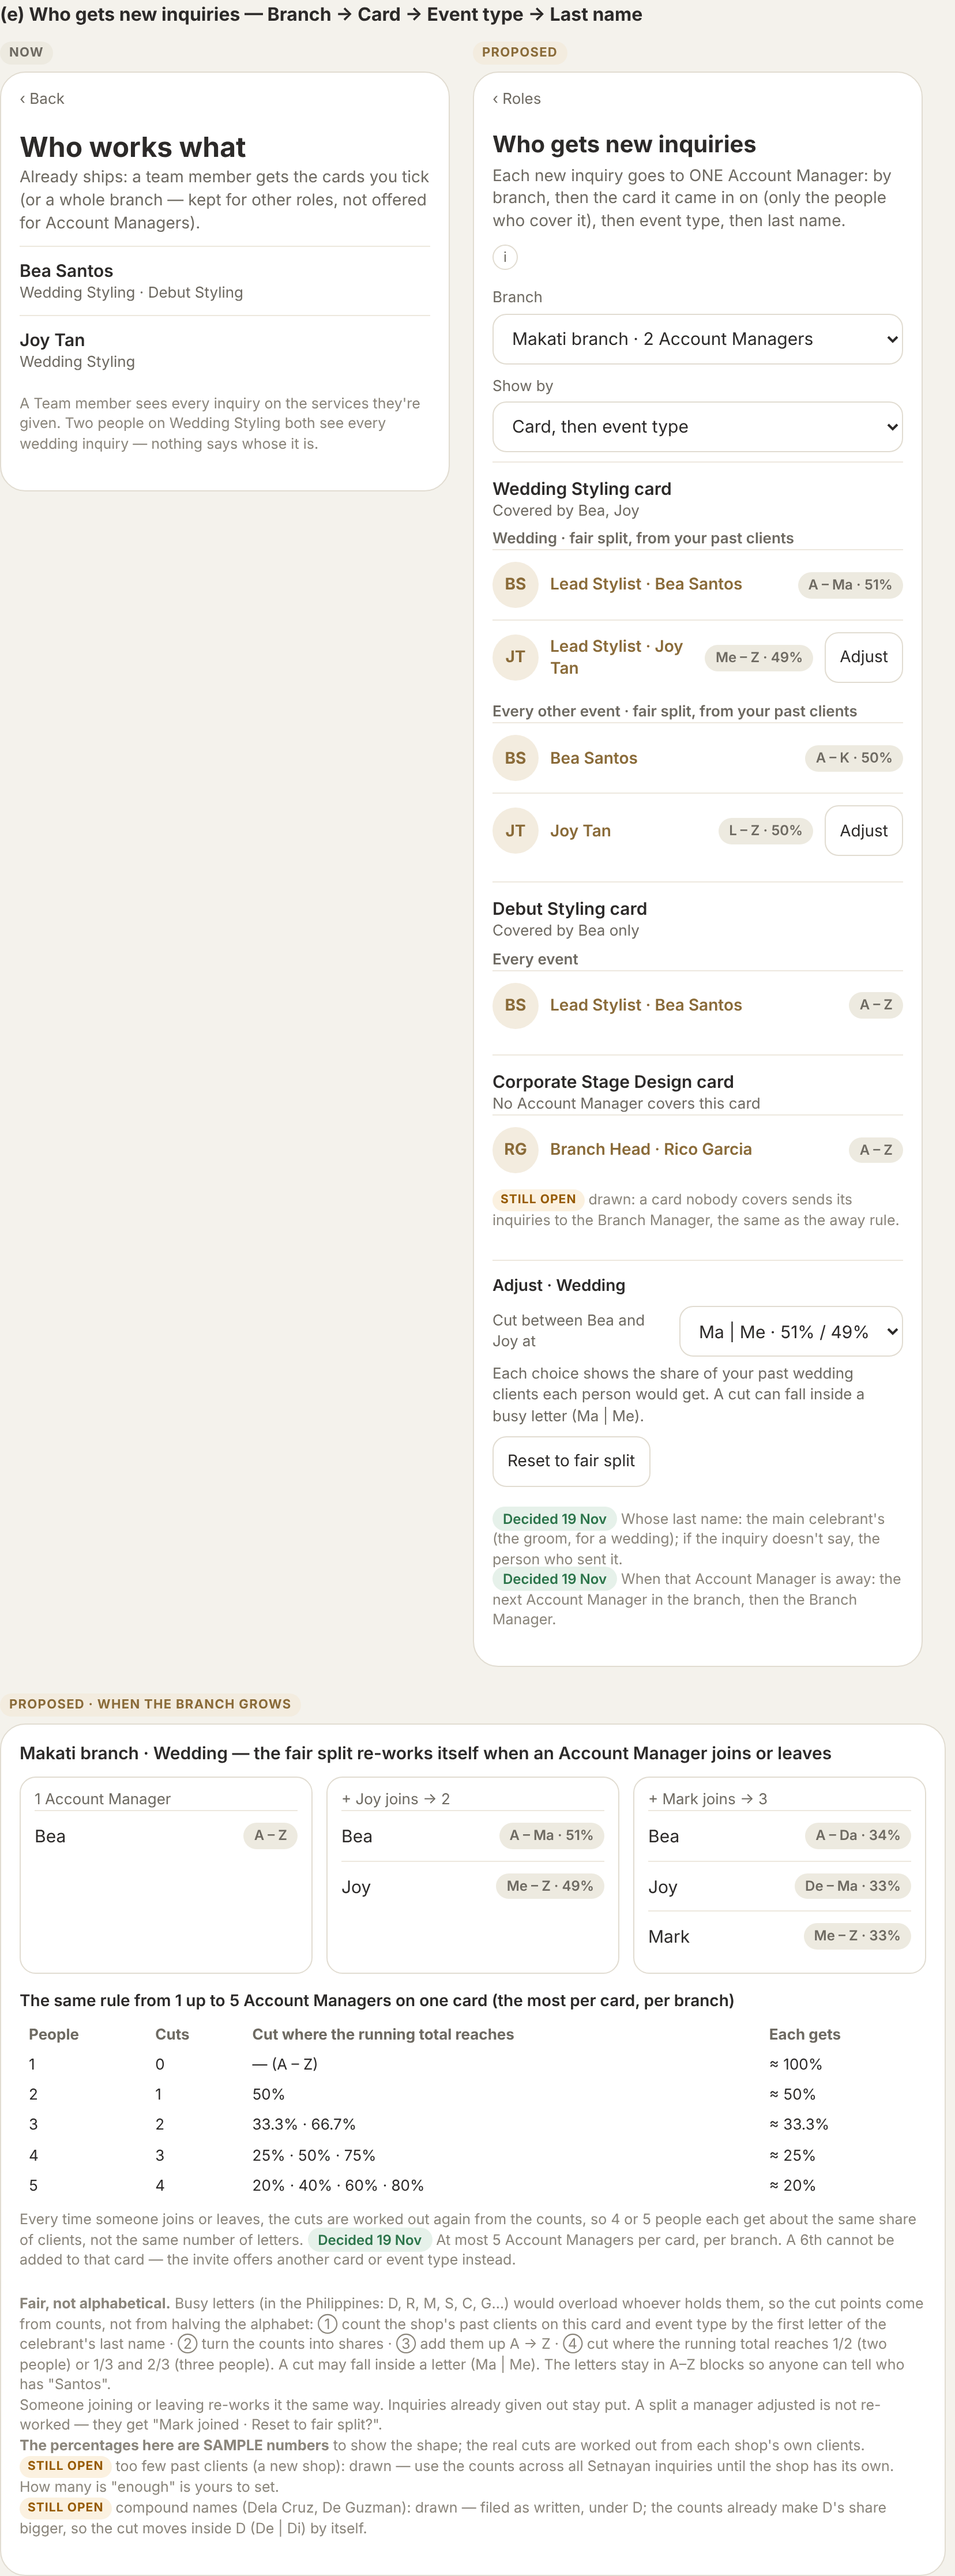 (e) Who gets new inquiries — Branch → Card → Event type → Last name
NOW
‹ Back
Who works what
Already ships: a team member gets the cards you tick
(or a whole branch — kept for other roles, not offered
for Account Managers).
Bea Santos
Wedding Styling · Debut Styling
Joy Tan
Wedding Styling
A Team member sees every inquiry on the services they're
given. Two people on Wedding Styling both see every
wedding inquiry — nothing says whose it is.
PROPOSED
‹ Roles
Who gets new inquiries
Each new inquiry goes to ONE Account Manager: by
branch, then the card it came in on (only the people
who cover it), then event type, then last name.
i
Branch
Makati branch · 2 Account Managers
Show by
Card, then event type
Wedding Styling card
Covered by Bea, Joy
Wedding · fair split, from your past clients
BS Lead Stylist · Bea Santos A – Ma · 51%
JT Lead Stylist · Joy Tan Me – Z · 49% Adjust
Every other event · fair split, from your past clients
BS Bea Santos A – K · 50%
JT Joy Tan L – Z · 50% Adjust
Debut Styling card
Covered by Bea only
Every event
BS Lead Stylist · Bea Santos A – Z
Corporate Stage Design card
No Account Manager covers this card
RG Branch Head · Rico Garcia A – Z
STILL OPEN drawn: a card nobody covers sends its
inquiries to the Branch Manager, the same as the away rule.
Adjust · Wedding
Cut between Bea and Joy at Ma | Me · 51% / 49%
Each choice shows the share of your past wedding
clients each person would get. A cut can fall inside a
busy letter (Ma | Me).
Reset to fair split
Decided 19 Nov Whose last name: the main celebrant's
(the groom, for a wedding); if the inquiry doesn't say, the
person who sent it.
Decided 19 Nov When that Account Manager is away: the
next Account Manager in the branch, then the Branch
Manager.
PROPOSED · WHEN THE BRANCH GROWS
Makati branch · Wedding — the fair split re-works itself when an Account Manager joins or leaves
1 Account Manager
Bea A – Z
+ Joy joins → 2
Bea A – Ma · 51%
Joy Me – Z · 49%
+ Mark joins → 3
Bea A – Da · 34%
Joy De – Ma · 33%
Mark Me – Z · 33%
The same rule from 1 up to 5 Account Managers on one card (the most per card, per branch)
People Cuts Cut where the running total reaches Each gets
1 0 — (A – Z) ≈ 100%
2 1 50% ≈ 50%
3 2 33.3% · 66.7% ≈ 33.3%
4 3 25% · 50% · 75% ≈ 25%
5 4 20% · 40% · 60% · 80% ≈ 20%
Every time someone joins or leaves, the cuts are worked out again from the counts, so 4 or 5 people each get about the same share
of clients, not the same number of letters. Decided 19 Nov At most 5 Account Managers per card, per branch. A 6th cannot be
added to that card — the invite offers another card or event type instead.
Fair, not alphabetical. Busy letters (in the Philippines: D, R, M, S, C, G…) would overload whoever holds them, so the cut points come
from counts, not from halving the alphabet: ① count the shop's past clients on this card and event type by the first letter of the
celebrant's last name · ② turn the counts into shares · ③ add them up A → Z · ④ cut where the running total reaches 1/2 (two
people) or 1/3 and 2/3 (three people). A cut may fall inside a letter (Ma | Me). The letters stay in A–Z blocks so anyone can tell who
has "Santos".
Someone joining or leaving re-works it the same way. Inquiries already given out stay put. A split a manager adjusted is not re-
worked — they get "Mark joined · Reset to fair split?".
The percentages here are SAMPLE numbers to show the shape; the real cuts are worked out from each shop's own clients.
STILL OPEN too few past clients (a new shop): drawn — use the counts across all Setnayan inquiries until the shop has its own.
How many is "enough" is yours to set.
STILL OPEN compound names (Dela Cruz, De Guzman): drawn — filed as written, under D; the counts already make D's share
bigger, so the cut moves inside D (De | Di) by itself.